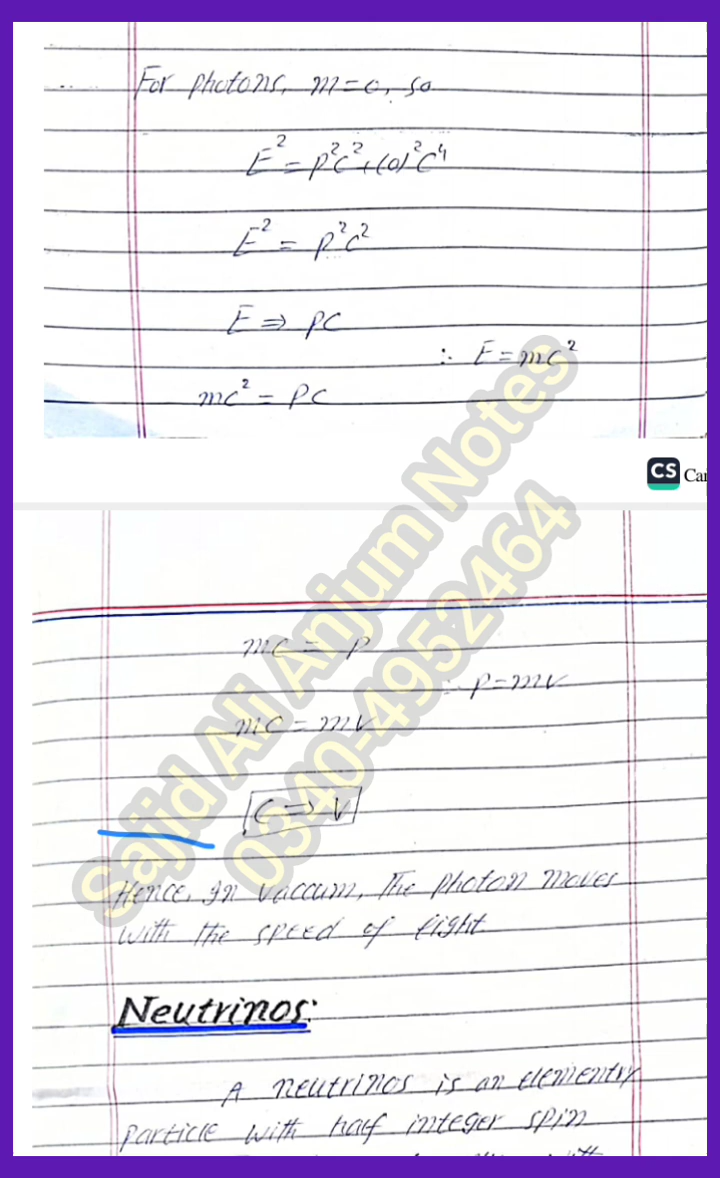 For photons, m=0, so
E² = p²c² + (0)²c⁴
E² = p²c²
E ⇒ PC
∴ E = mc²
mc² = PC
CS Ca
mc = P
∴ p=mv
mc = mv
C ⇒ V
Hence, In vaccum, The photon moves
with the speed of light
Neutrinos:
A neutrinos is an elementry
particle with half integer spin
with
Sajid Ali Anjum Notes
0340-4952464